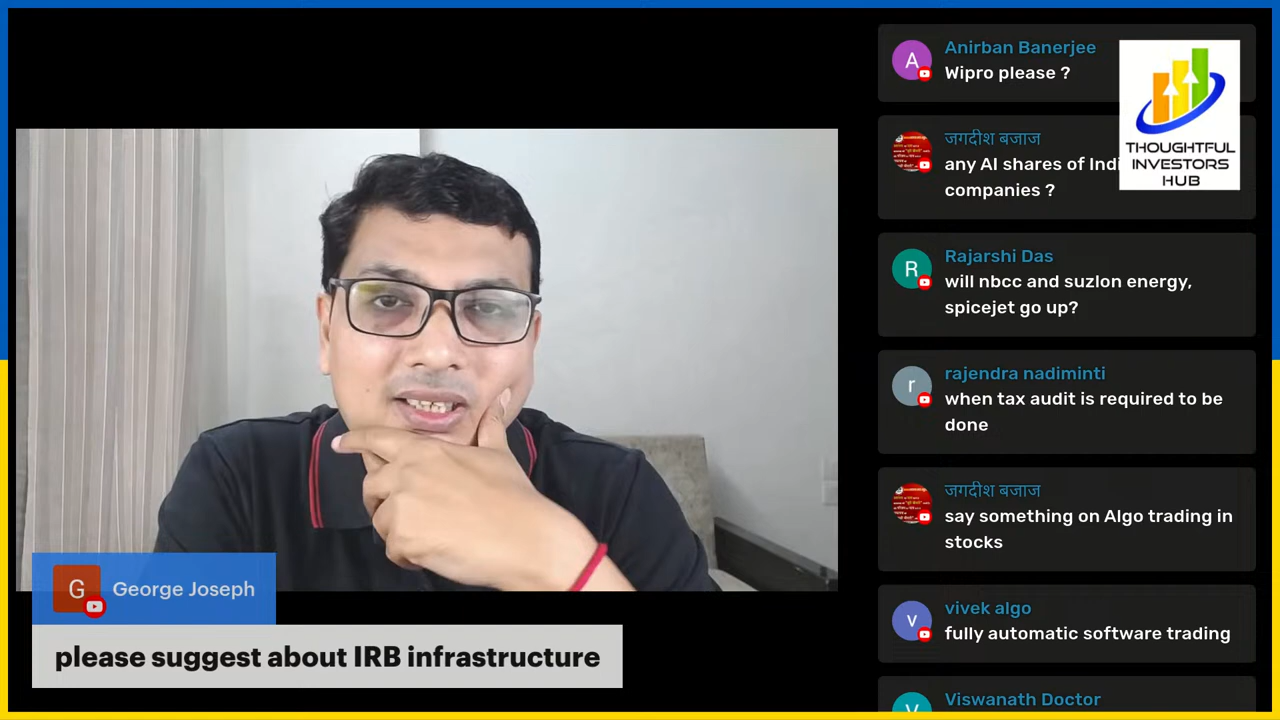 A
Anirban Banerjee
Wipro please ?
जगदीश बजाज
any AI shares of Indi
companies ?
THOUGHTFUL
INVESTORS
HUB
R
Rajarshi Das
will nbcc and suzlon energy,
spicejet go up?
r
rajendra nadiminti
when tax audit is required to be
done
जगदीश बजाज
say something on Algo trading in
stocks
v
vivek algo
fully automatic software trading
V
Viswanath Doctor
G
George Joseph
please suggest about IRB infrastructure